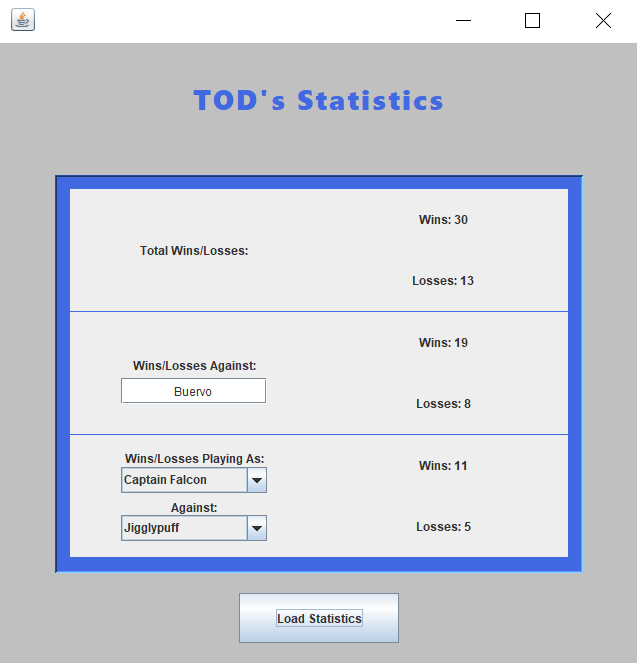 TOD's Statistics
Total Wins/Losses:
Wins: 30
Losses: 13
Wins/Losses Against:
Buervo
Wins: 19
Losses: 8
Wins/Losses Playing As:
Captain Falcon
Against:
Jigglypuff
Wins: 11
Losses: 5
Load Statistics